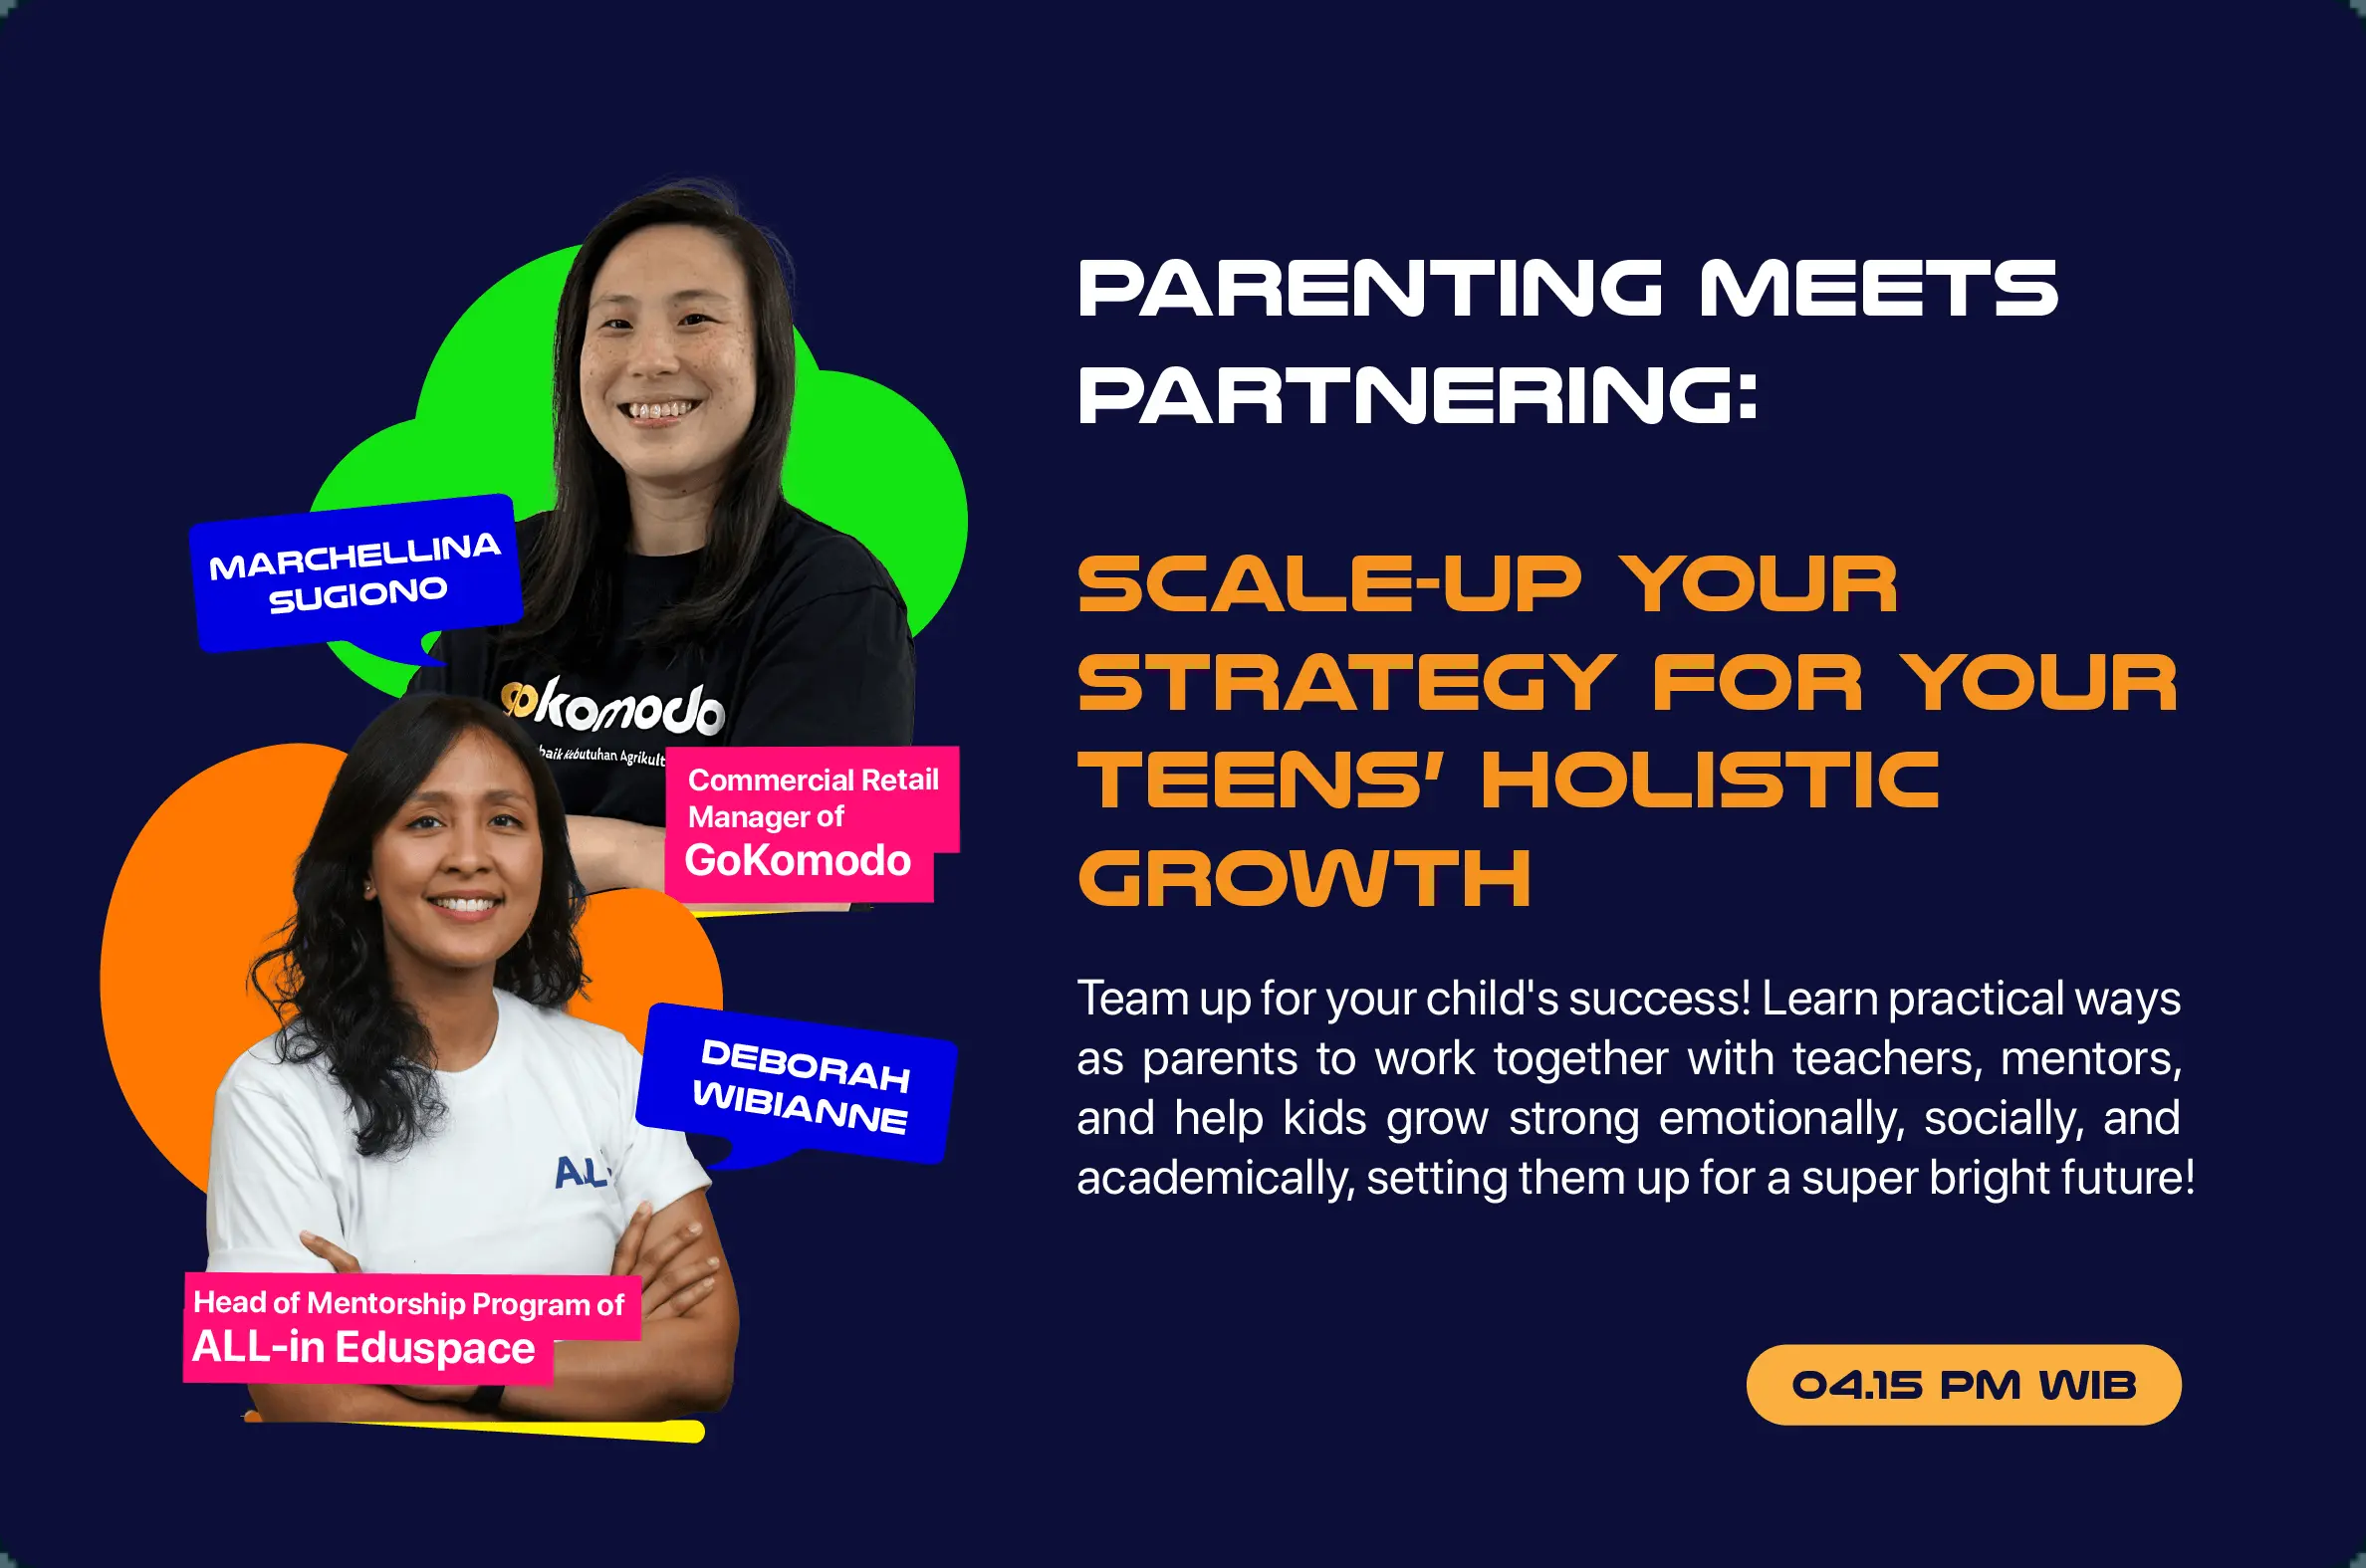 PARENTING MEETS
PARTNERING:
SCALE-UP YOUR
STRATEGY FOR YOUR
TEENS’ HOLISTIC
GROWTH
Team up for your child's success! Learn practical ways
as parents to work together with teachers, mentors,
and help kids grow strong emotionally, socially, and
academically, setting them up for a super bright future!
04.15 PM WIB
MARCHELLINA
SUGIONO
gokomodo
Kebutuhan
Commercial Retail
Manager of
GoKomodo
DEBORAH
WIBIANNE
Head of Mentorship Program of
ALL-in Eduspace